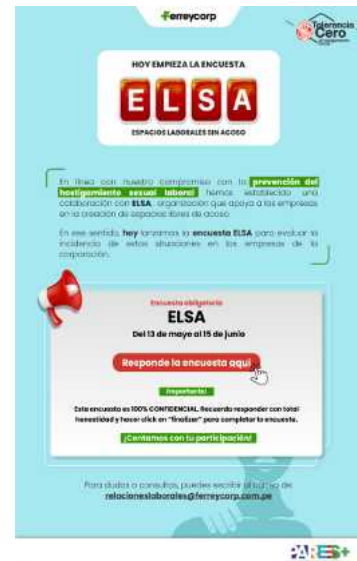 Ferreycorp
Tolerancia
Cero
HOY EMPIEZA LA ENCUESTA
ELSA
ESPACIOS LABORALES SIN ACOSO
En línea con nuestro compromiso con la prevención del
hostigamiento sexual laboral hemos establecido una
colaboración con ELSA, organización que apoya a las empresas
en la creación de espacios libres de acoso.
En ese sentido, hoy lanzamos la encuesta ELSA para evaluar la
incidencia de estas situaciones en las empresas de la
corporación.
Encuesta obligatoria
ELSA
Del 13 de mayo al 15 de junio
Responde la encuesta aquí
¡Importante!
Esta encuesta es 100% CONFIDENCIAL. Recuerda responder con total
honestidad y hacer click en "finalizar" para completar la encuesta.
¡Contamos con tu participación!
Para dudas o consultas, puedes escribir al correo de
relacioneslaborales@ferreycorp.com.pe
PARES+